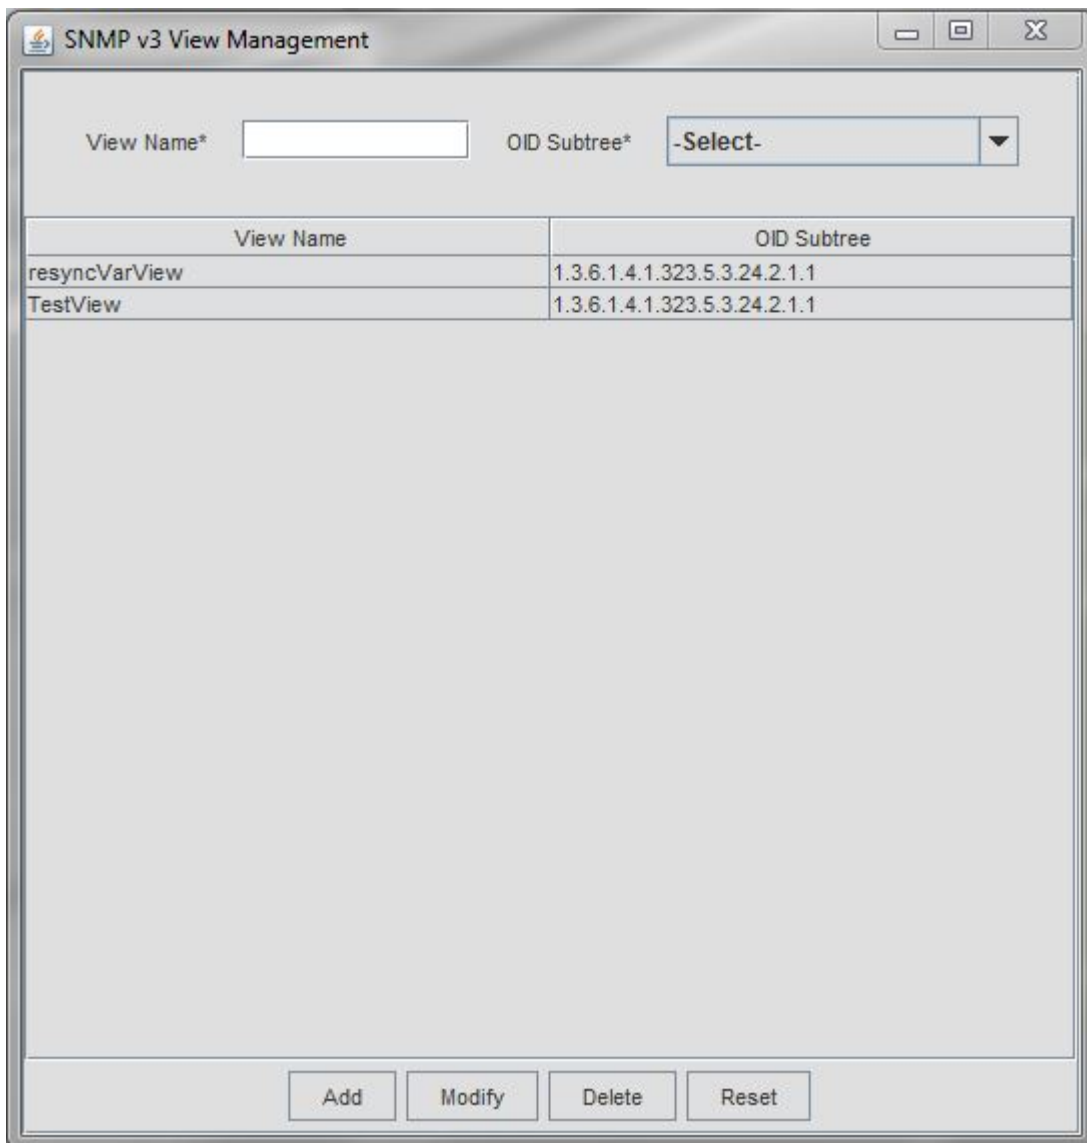 SNMP v3 View Management
View Name* OID Subtree* -Select-
View Name OID Subtree
resyncVarView 1.3.6.1.4.1.323.5.3.24.2.1.1
TestView 1.3.6.1.4.1.323.5.3.24.2.1.1
Add Modify Delete Reset